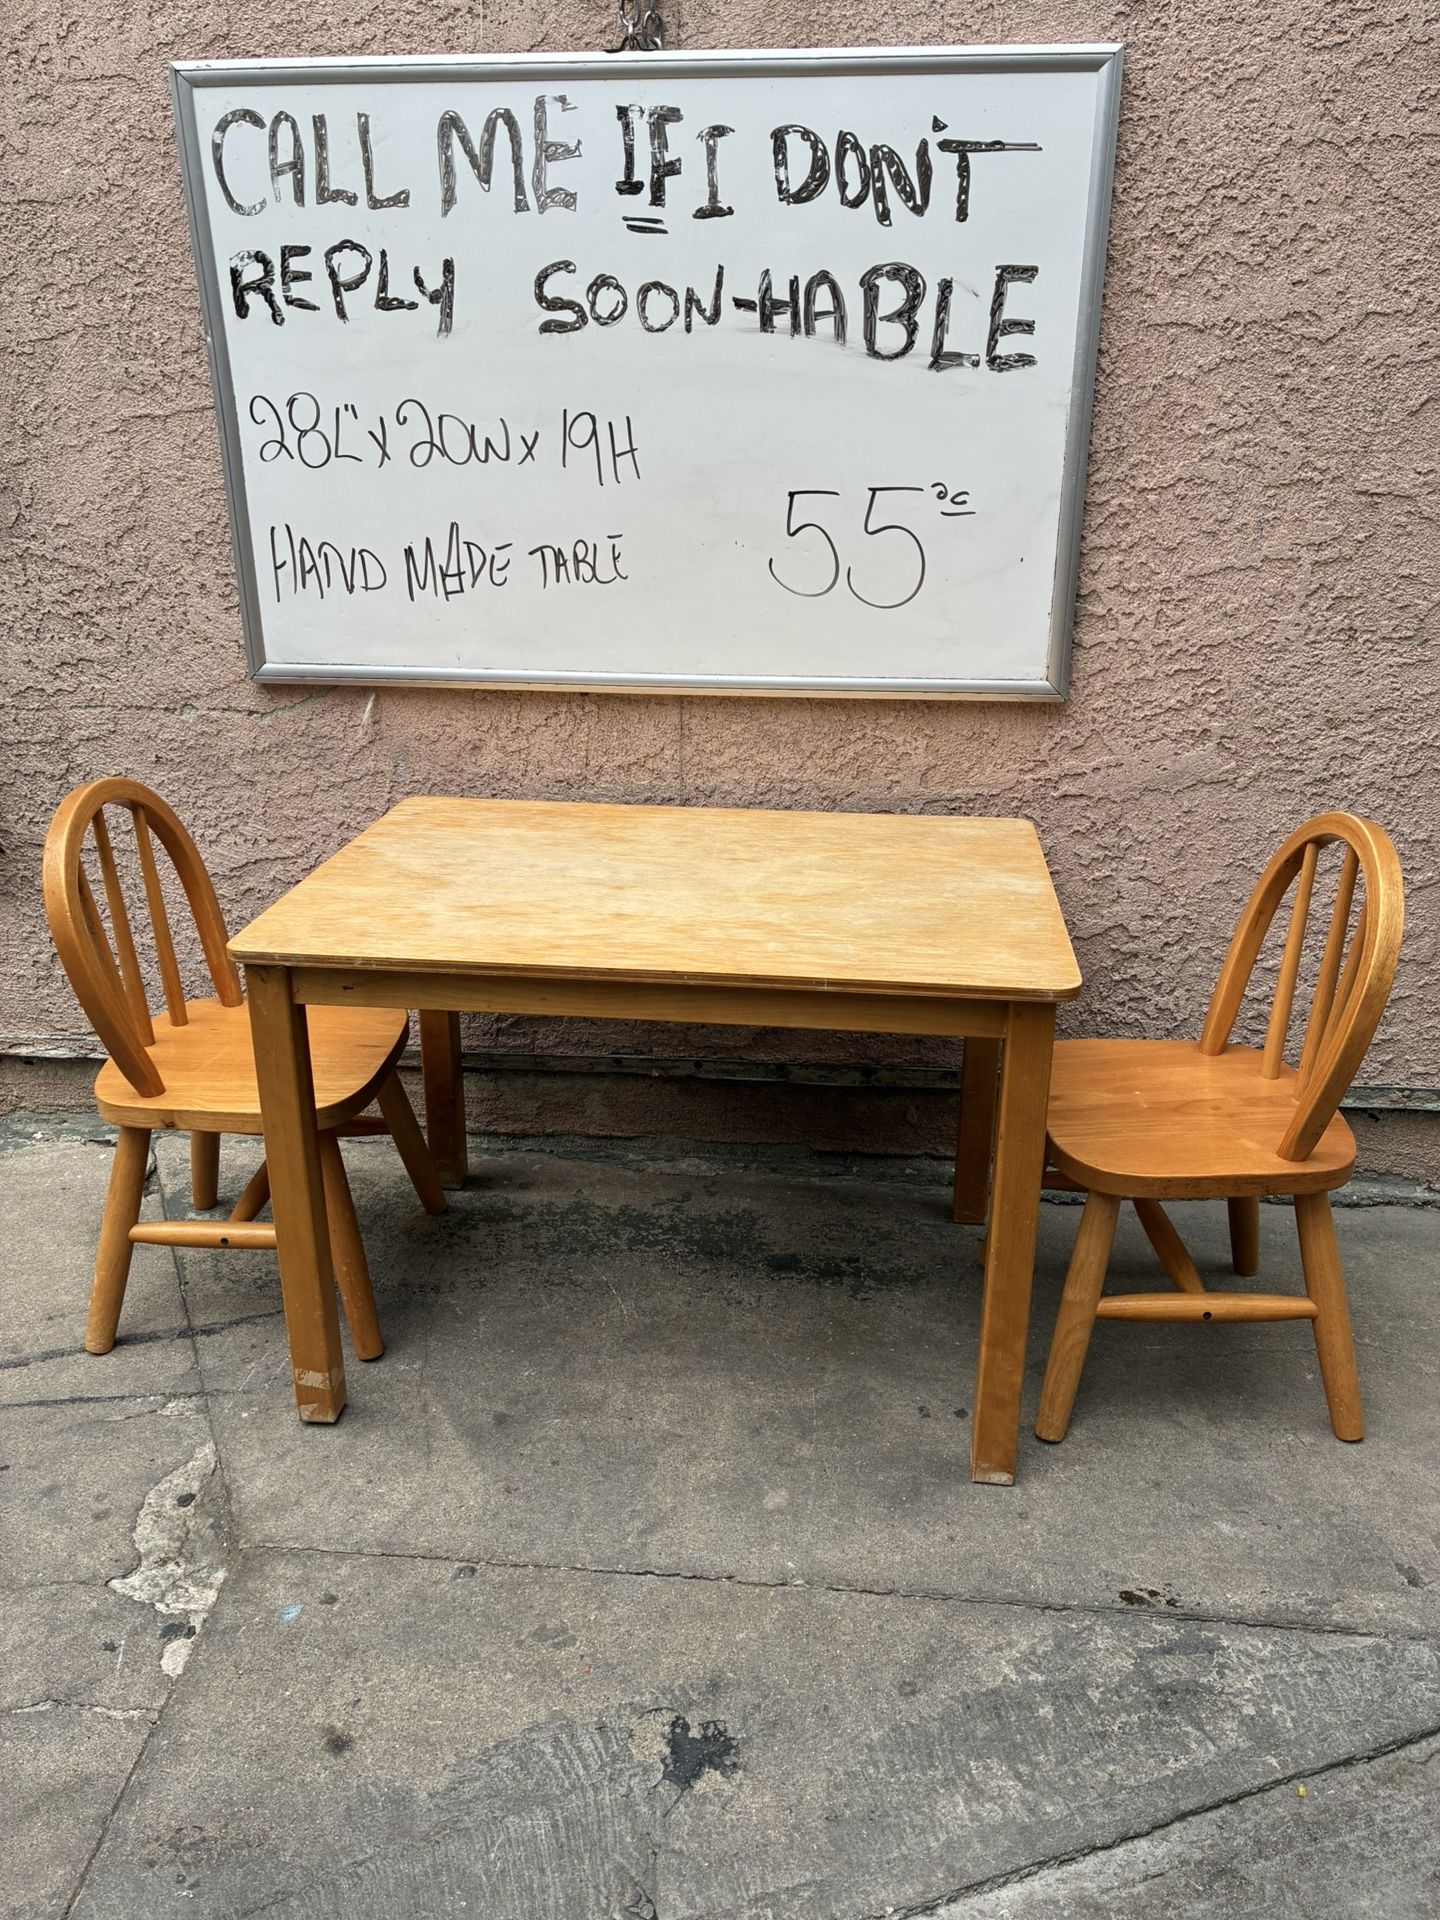 CALL ME IF I DON'T
REPLY SOON-HABLE
28L" X 20W X 19H
55
HAND MADE TABLE